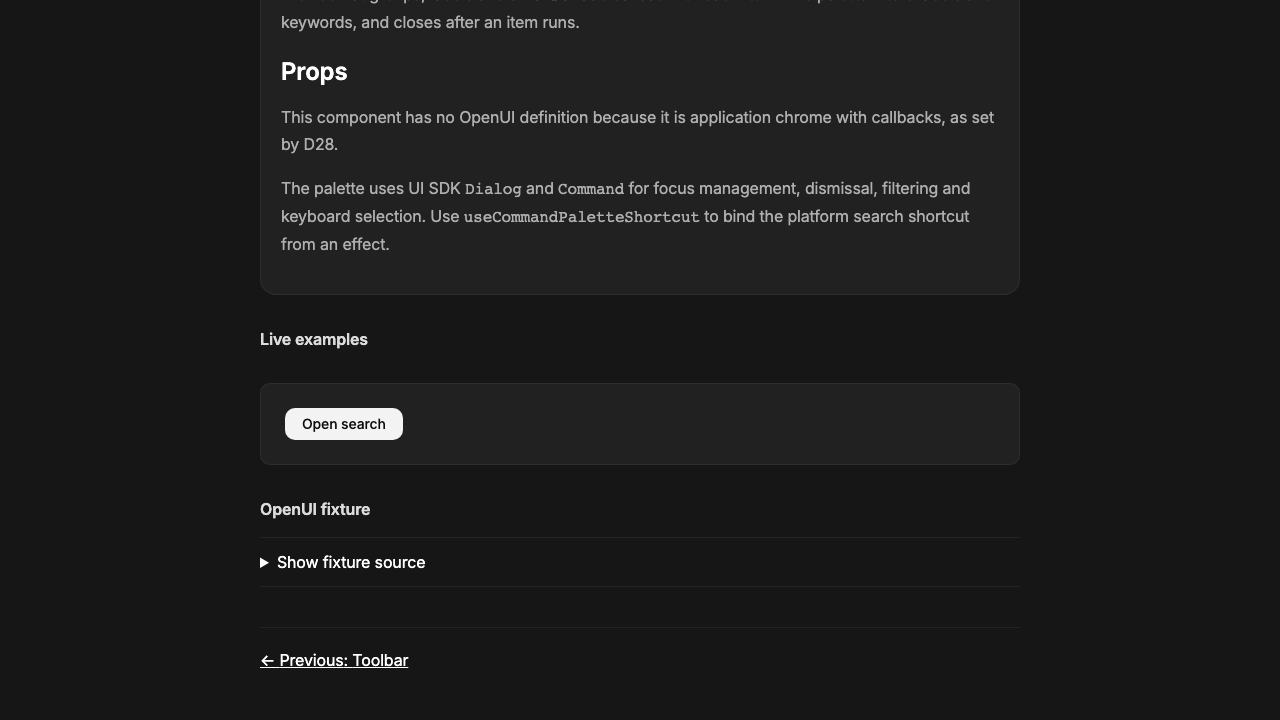 keywords, and closes after an item runs.
Props
This component has no OpenUI definition because it is application chrome with callbacks, as set
by D28.
The palette uses UI SDK Dialog and Command for focus management, dismissal, filtering and
keyboard selection. Use useCommandPaletteShortcut to bind the platform search shortcut
from an effect.
Live examples
Open search
OpenUI fixture
▶ Show fixture source
← Previous: Toolbar